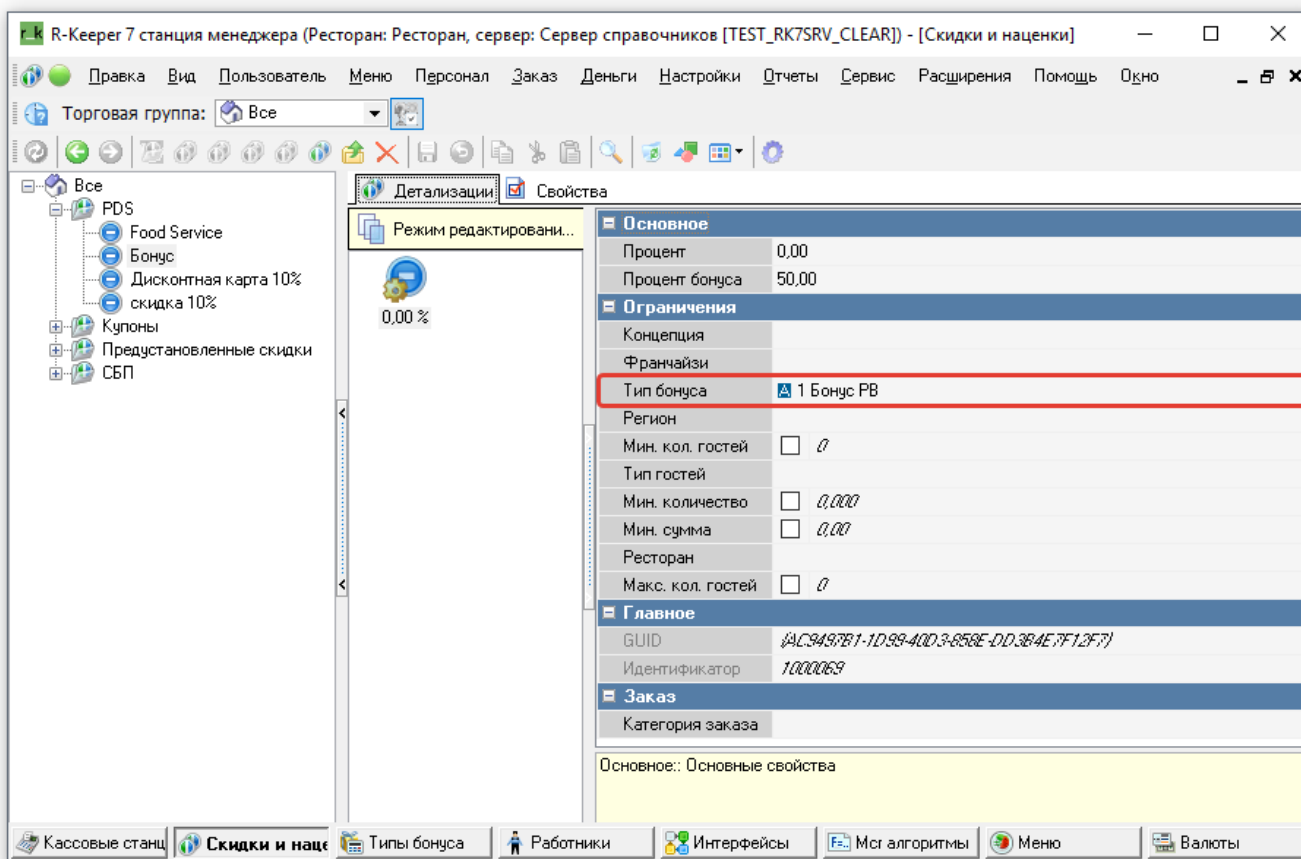 r_k R-Keeper 7 станция менеджера (Ресторан: Ресторан, сервер: Сервер справочников [TEST_RK7SRV_CLEAR]) - [Скидки и наценки]
Правка Вид Пользователь Меню Персонал Заказ Деньги Настройки Отчеты Сервис Расширения Помощь Окно
Торговая группа: Все
Все
PDS
Food Service
Бонус
Дисконтная карта 10%
скидка 10%
Купоны
Предустановленные скидки
СБП
Детализации Свойства
Режим редактировани...
0,00 %
Основное
Процент 0,00
Процент бонуса 50,00
Ограничения
Концепция
Франчайзи
Тип бонуса A 1 Бонус РВ
Регион
Мин. кол. гостей 0
Тип гостей
Мин. количество 0,000
Мин. сумма 0,00
Ресторан
Макс. кол. гостей 0
Главное
GUID {AC9497B1-1D99-40D3-858E-DD3B4E7F12F7}
Идентификатор 1000069
Заказ
Категория заказа
Основное:: Основные свойства
Кассовые станц Скидки и наце Типы бонуса Работники Интерфейсы F=.. Мcr алгоритмы Меню Валюты